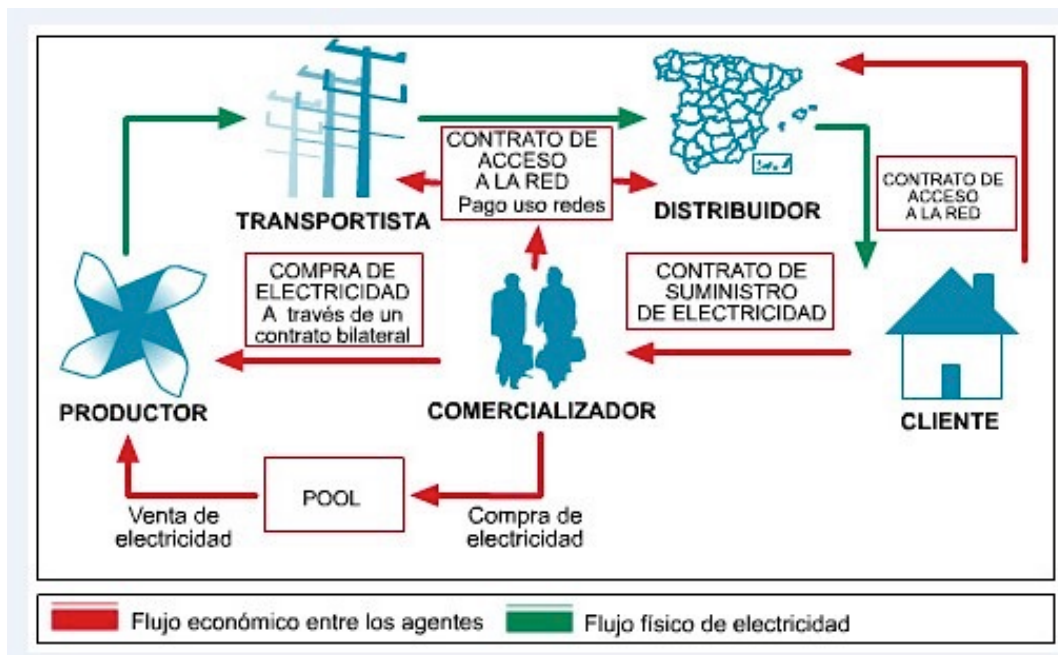 CONTRATO DE
ACCESO
A LA RED
Pago uso redes
CONTRATO DE
ACCESO
A LA RED
TRANSPORTISTA
DISTRIBUIDOR
COMPRA DE
ELECTRICIDAD
A través de un
contrato bilateral
CONTRATO DE
SUMINISTRO
DE ELECTRICIDAD
PRODUCTOR
COMERCIALIZADOR
CLIENTE
POOL
Venta de
electricidad
Compra de
electricidad
Flujo económico entre los agentes
Flujo físico de electricidad